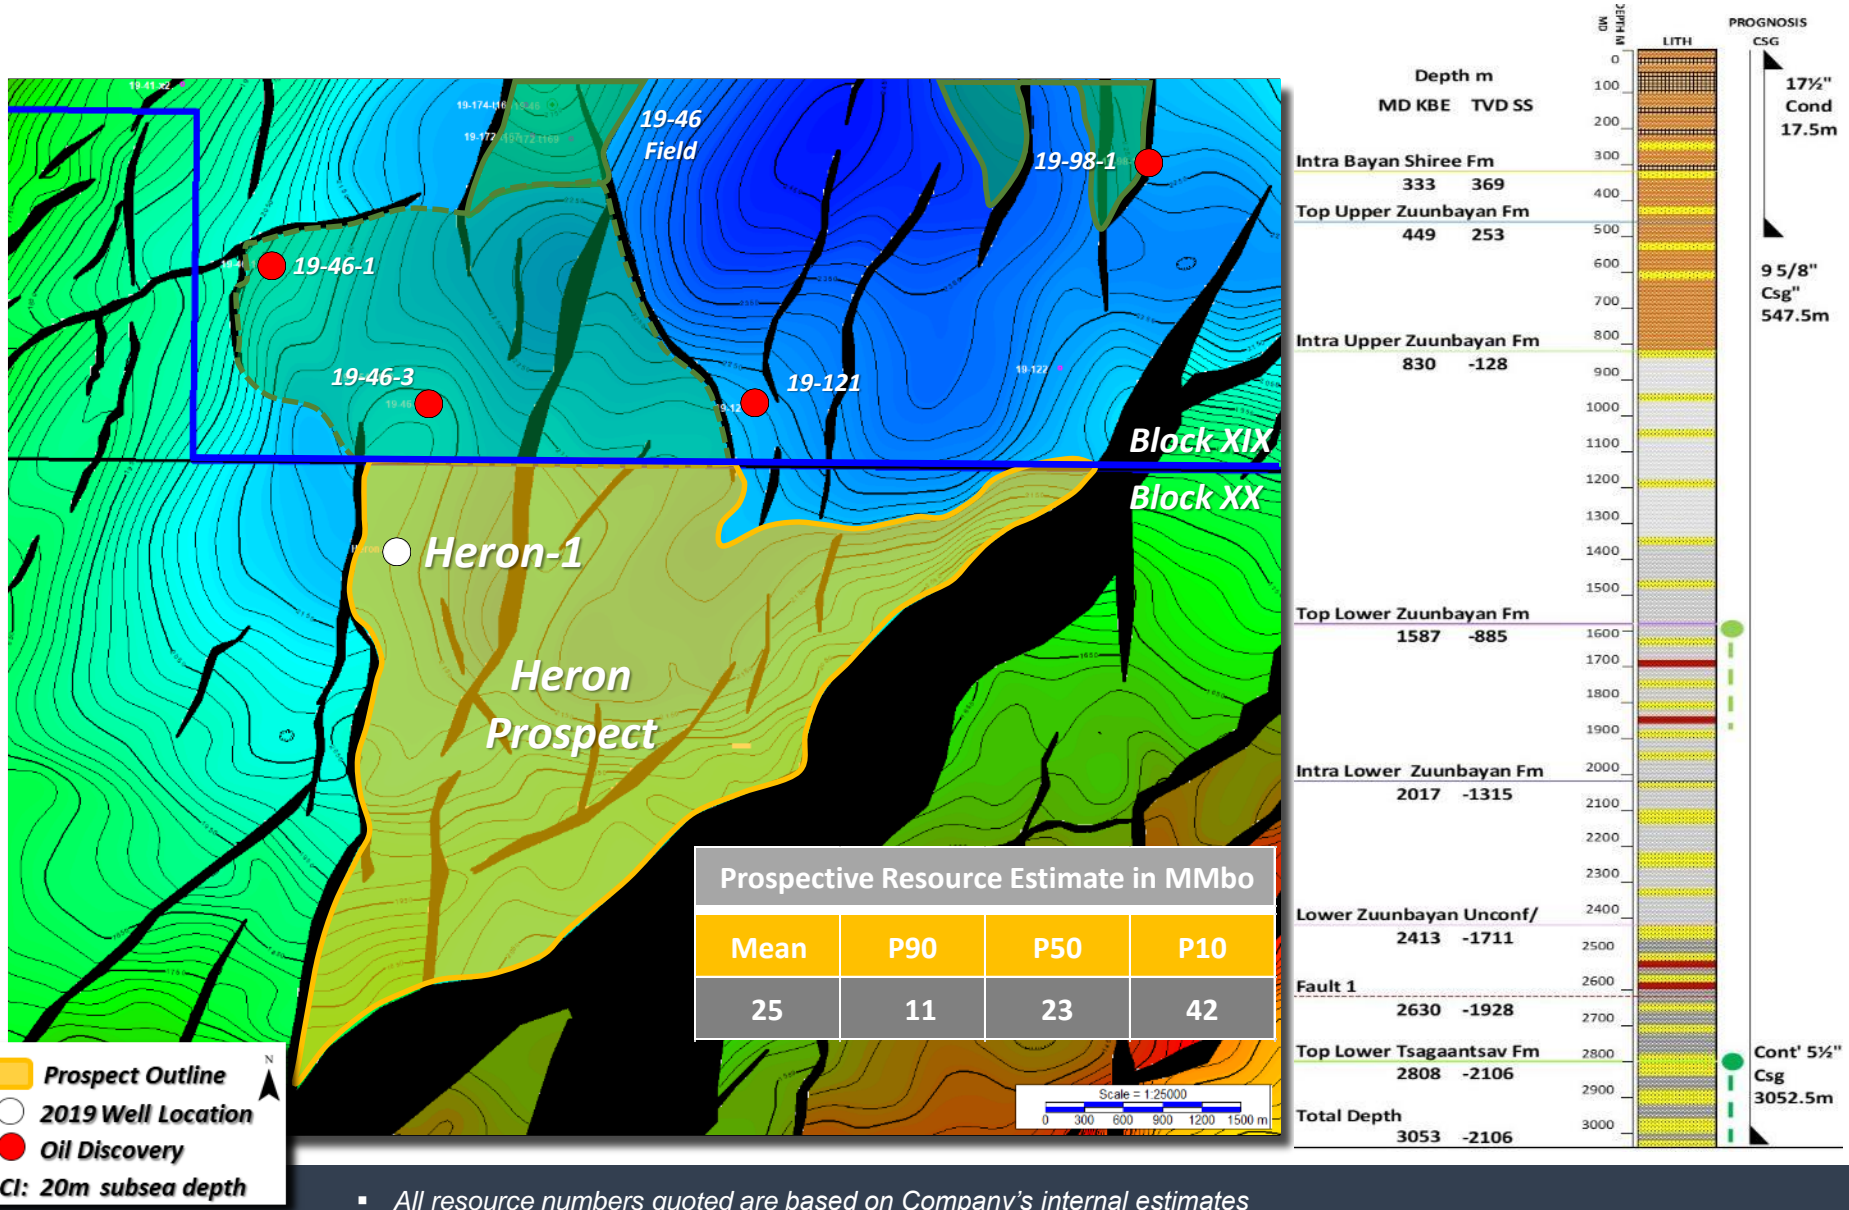 19-46
Field
19-98-1
19-46-1
19-46-3
19-121
19-122
Block XIX
Block XX
Heron-1
Heron
Prospect
Prospective Resource Estimate in MMbo
Mean P90 P50 P10
25 11 23 42
Scale = 1:25000
0 300 600 900 1200 1500 m
N
Prospect Outline
2019 Well Location
Oil Discovery
CI: 20m subsea depth
▪ All resource numbers quoted are based on Company's internal estimates
Depth m
MD KBE TVD SS
Intra Bayan Shiree Fm
333 369
Top Upper Zuunbayan Fm
449 253
Intra Upper Zuunbayan Fm
830 -128
Top Lower Zuunbayan Fm
1587 -885
Intra Lower Zuunbayan Fm
2017 -1315
Lower Zuunbayan Unconf/
2413 -1711
Fault 1
2630 -1928
Top Lower Tsagaantsav Fm
2808 -2106
Total Depth
3053 -2106
DEPTH M
MD
LITH
PROGNOSIS
CSG
0
100
200
300
400
500
600
700
800
900
1000
1100
1200
1300
1400
1500
1600
1700
1800
1900
2000
2100
2200
2300
2400
2500
2600
2700
2800
2900
3000
17½"
Cond
17.5m
9 5/8"
Csg"
547.5m
Cont' 5½"
Csg
3052.5m